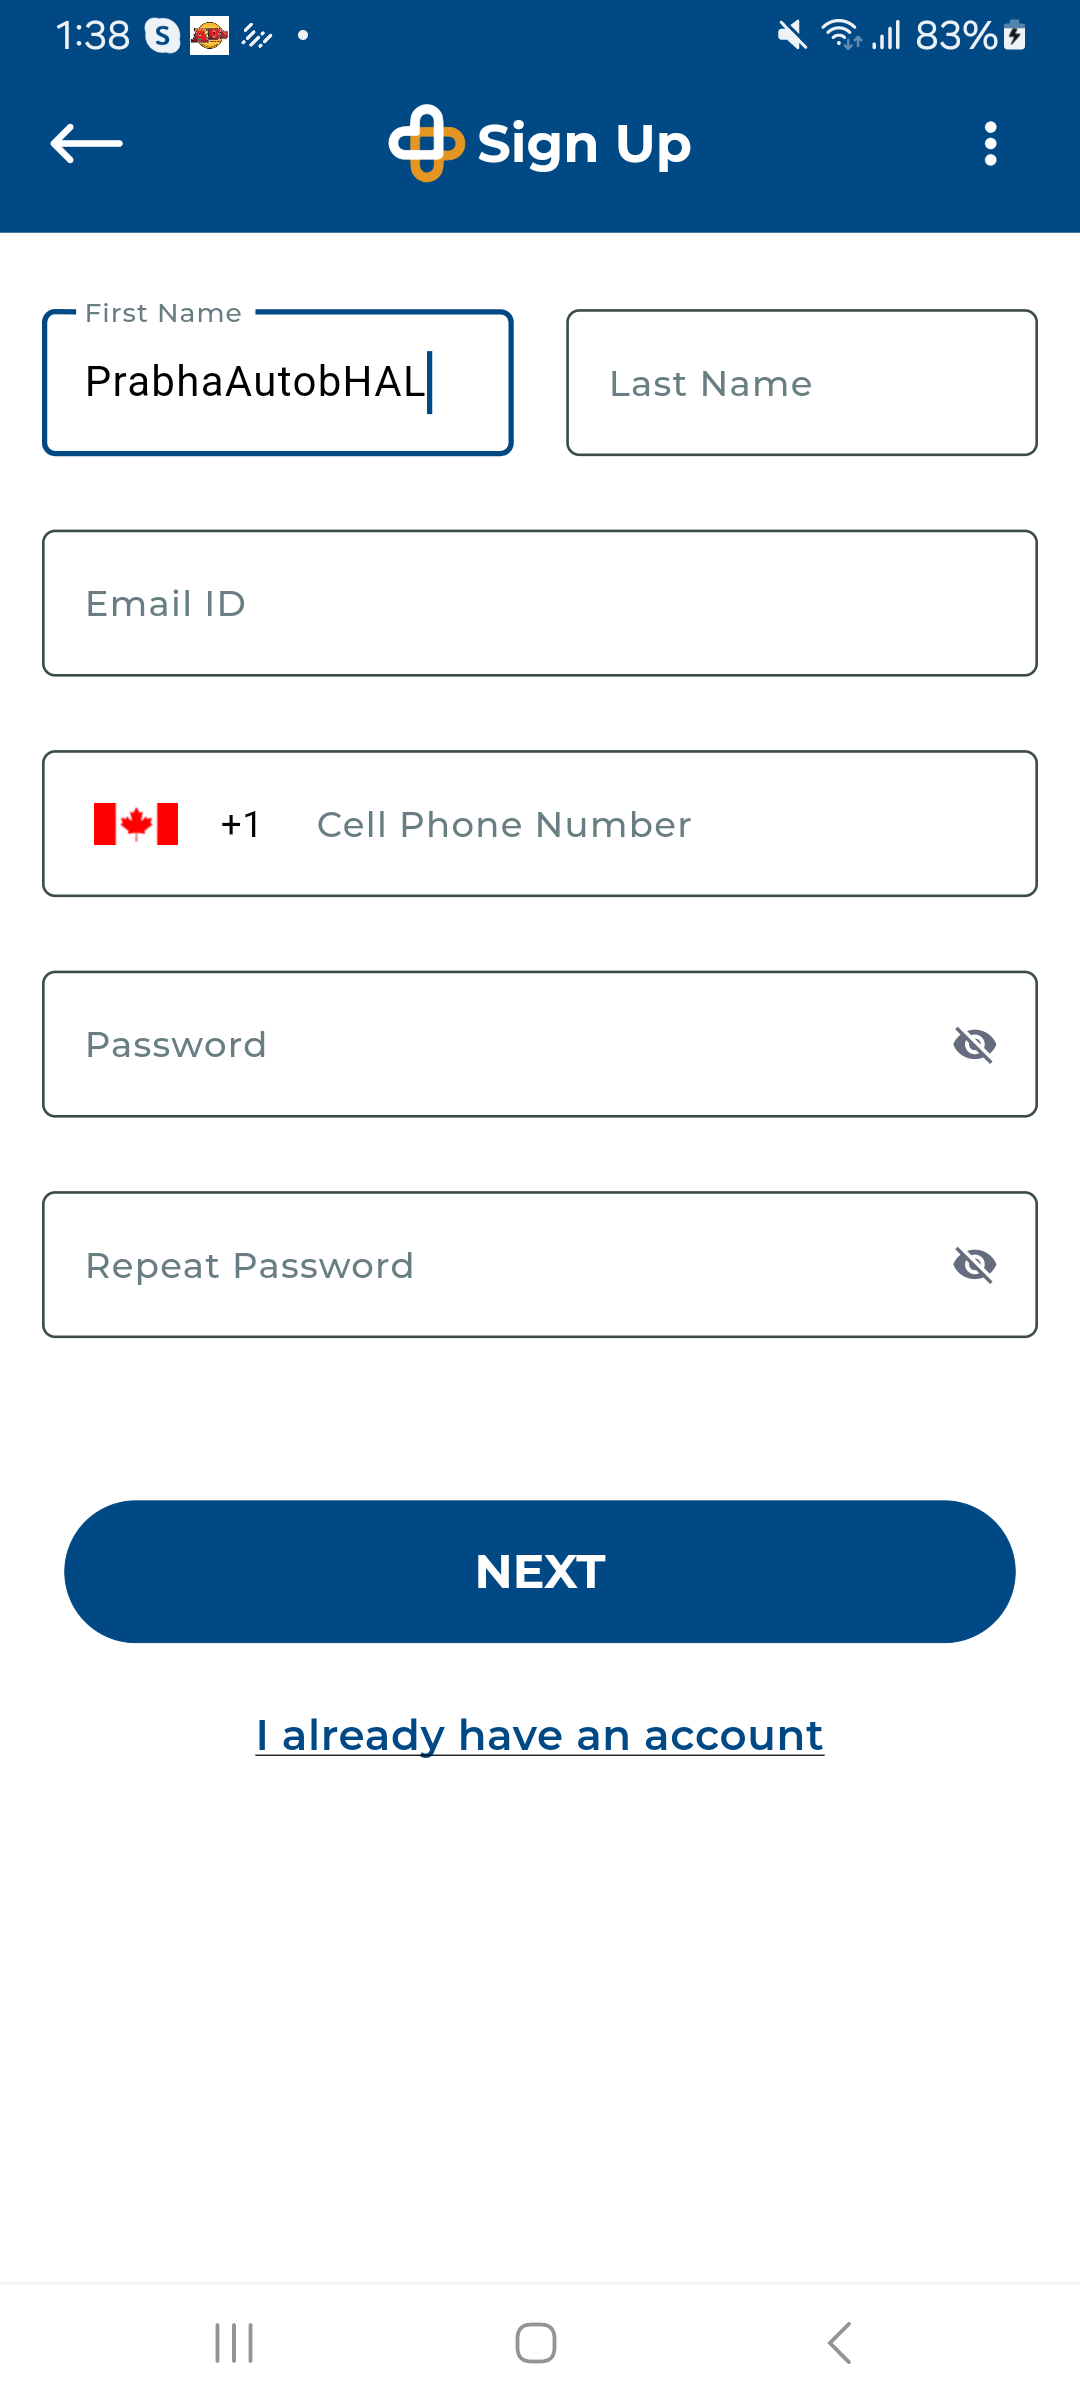 1:38 S 83%
Sign Up
First Name
PrabhaAutobHAL
Last Name
Email ID
+1 Cell Phone Number
Password
Repeat Password
NEXT
I already have an account